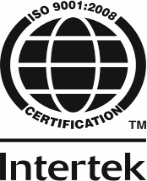 ISO 9001:2008
CERTIFICATION
TM
Intertek